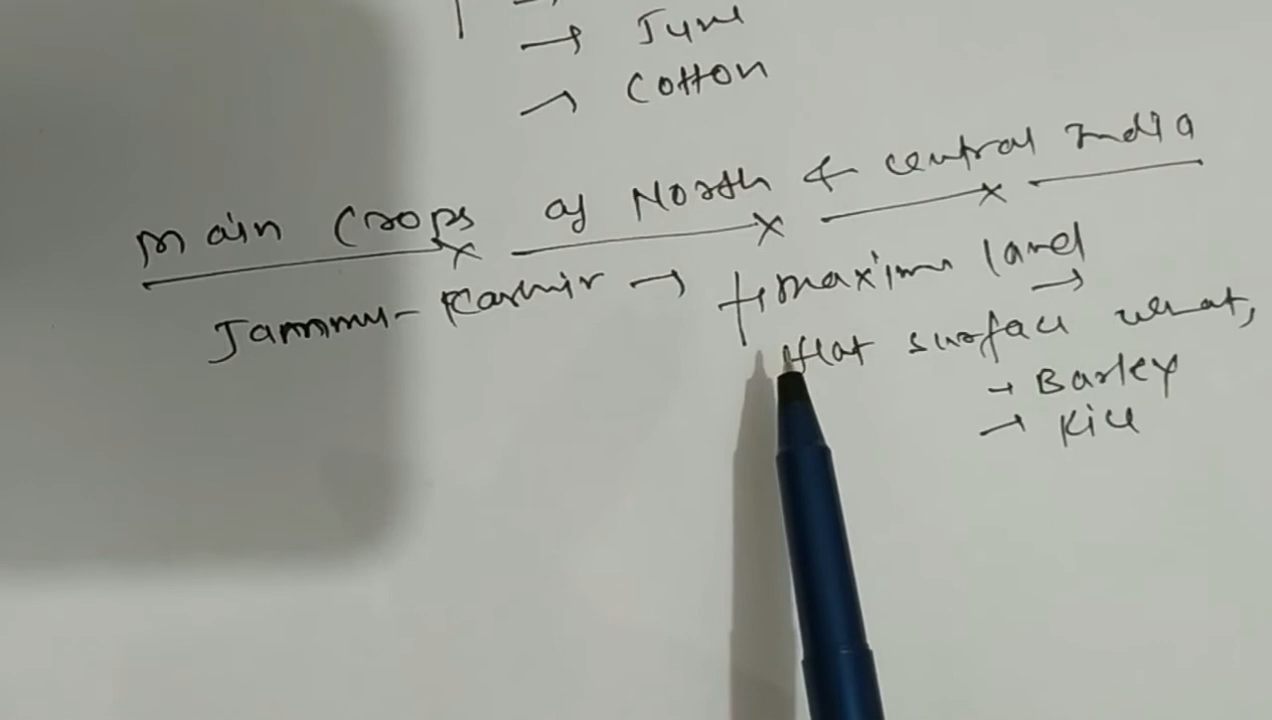 → Jute
→ Cotton
Main Crops of North & central India
Jammu-Kashmir → maximum land →
flat surface wheat,
→ Barley
→ Rice